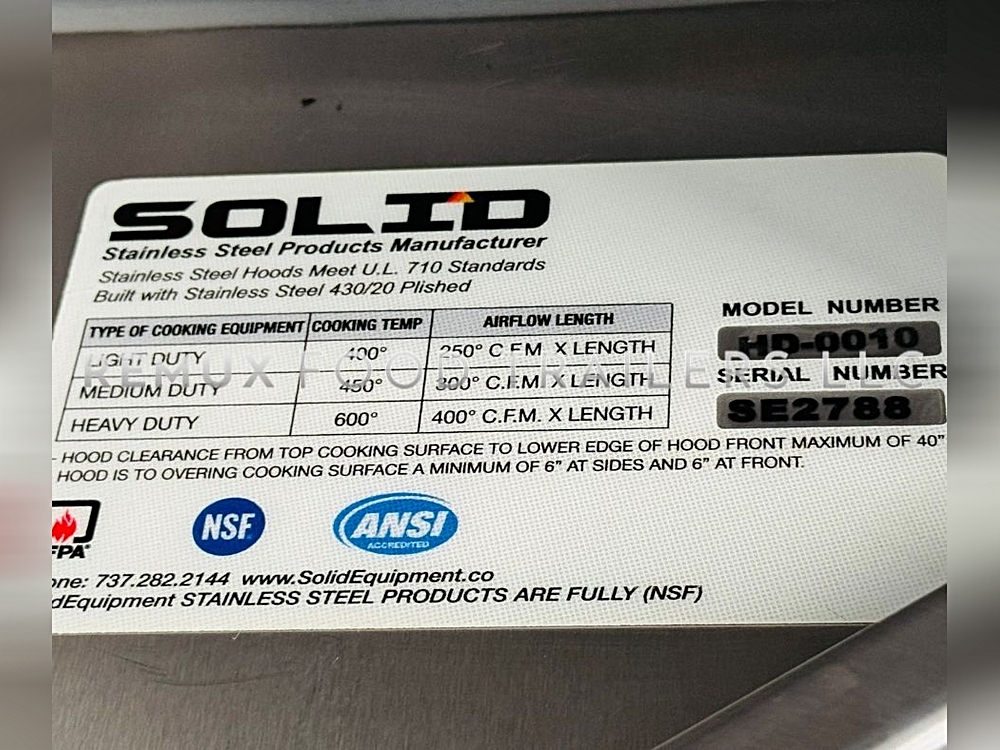 SOLID
Stainless Steel Products Manufacturer
Stainless Steel Hoods Meet U.L. 710 Standards
Built with Stainless Steel 430/20 Plished
TYPE OF COOKING EQUIPMENT COOKING TEMP AIRFLOW LENGTH
LIGHT DUTY 400° 250° C.F.M. X LENGTH
MEDIUM DUTY 450° 300° C.F.M. X LENGTH
HEAVY DUTY 600° 400° C.F.M. X LENGTH
MODEL NUMBER
HD-0010
SERIAL NUMBER
SE2788
REMUX FOOD TRAILERS LLC
- HOOD CLEARANCE FROM TOP COOKING SURFACE TO LOWER EDGE OF HOOD FRONT MAXIMUM OF 40"
HOOD IS TO OVERING COOKING SURFACE A MINIMUM OF 6" AT SIDES AND 6" AT FRONT.
FPA®
NSF
ANSI
ACCREDITED
one: 737.282.2144 www.SolidEquipment.co
dEquipment STAINLESS STEEL PRODUCTS ARE FULLY (NSF)